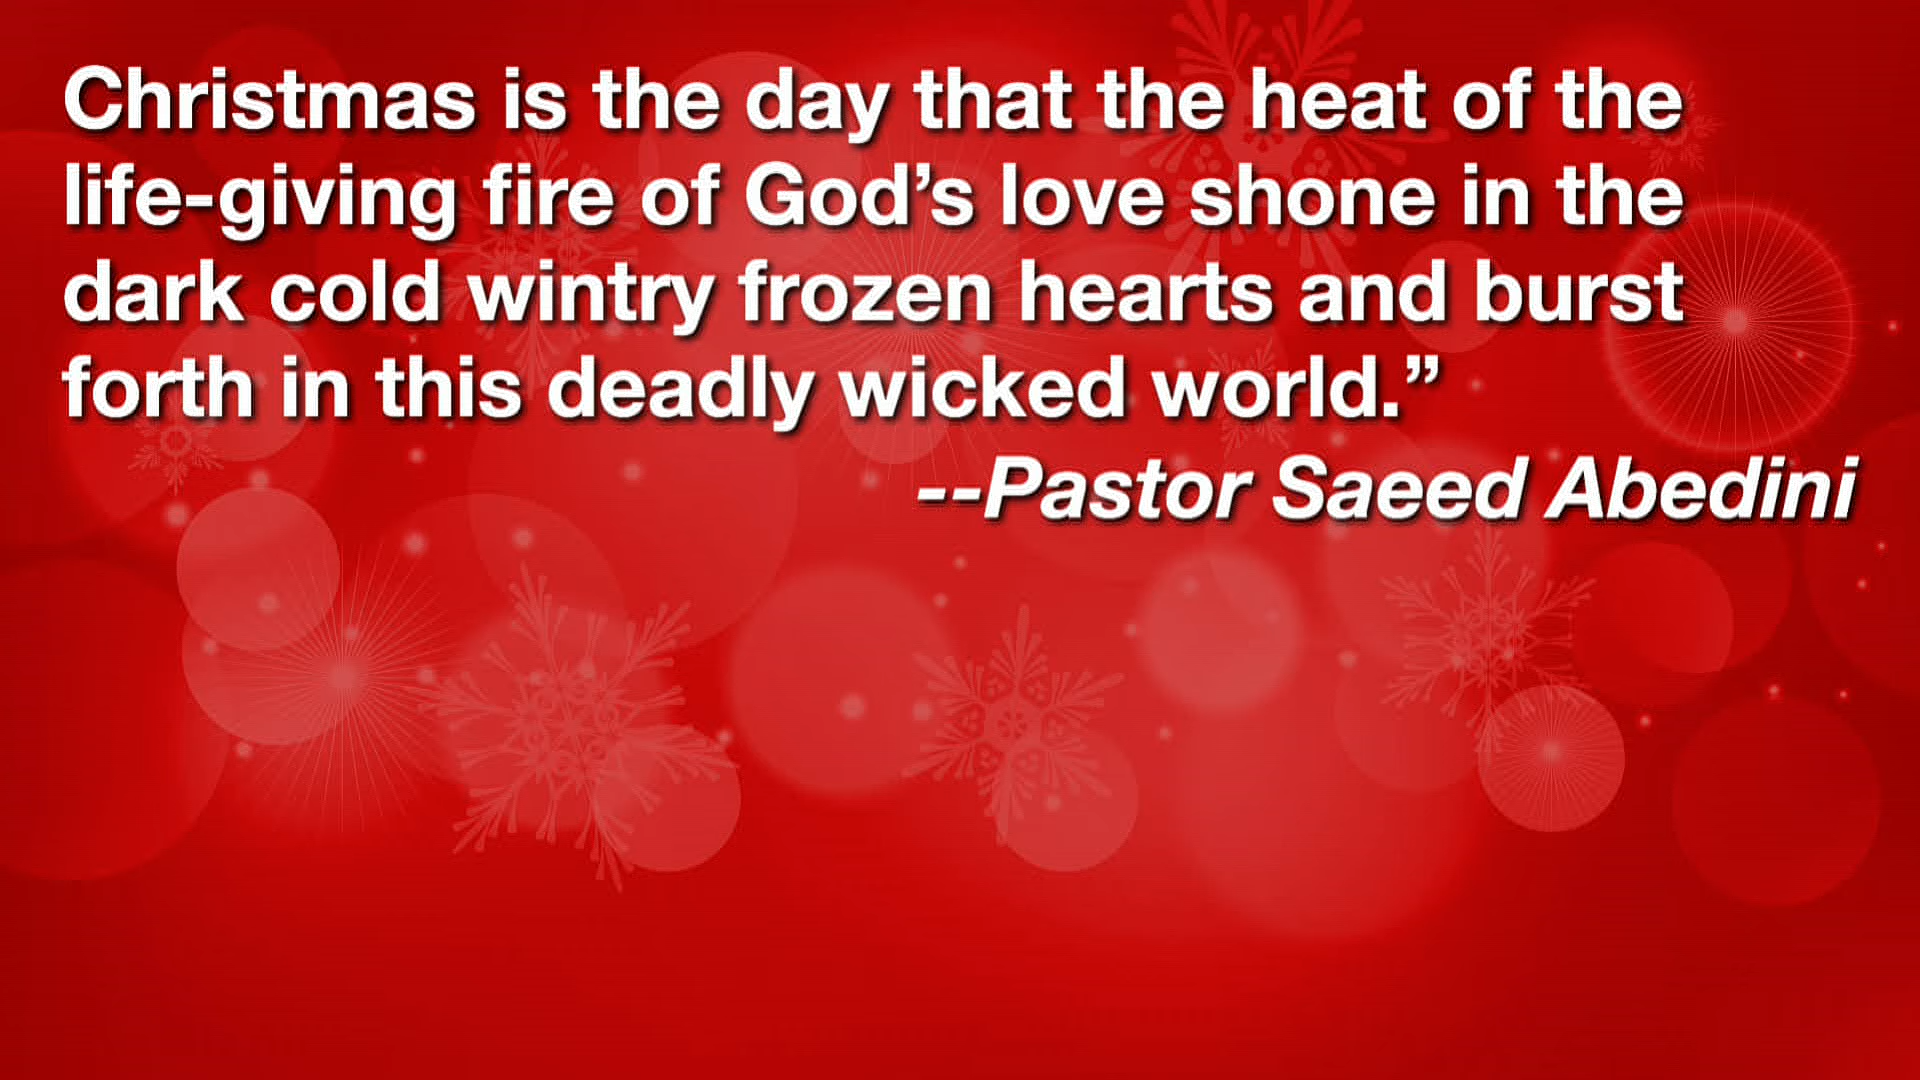 Christmas is the day that the heat of the
life-giving fire of God’s love shone in the
dark cold wintry frozen hearts and burst
forth in this deadly wicked world.”
--Pastor Saeed Abedini